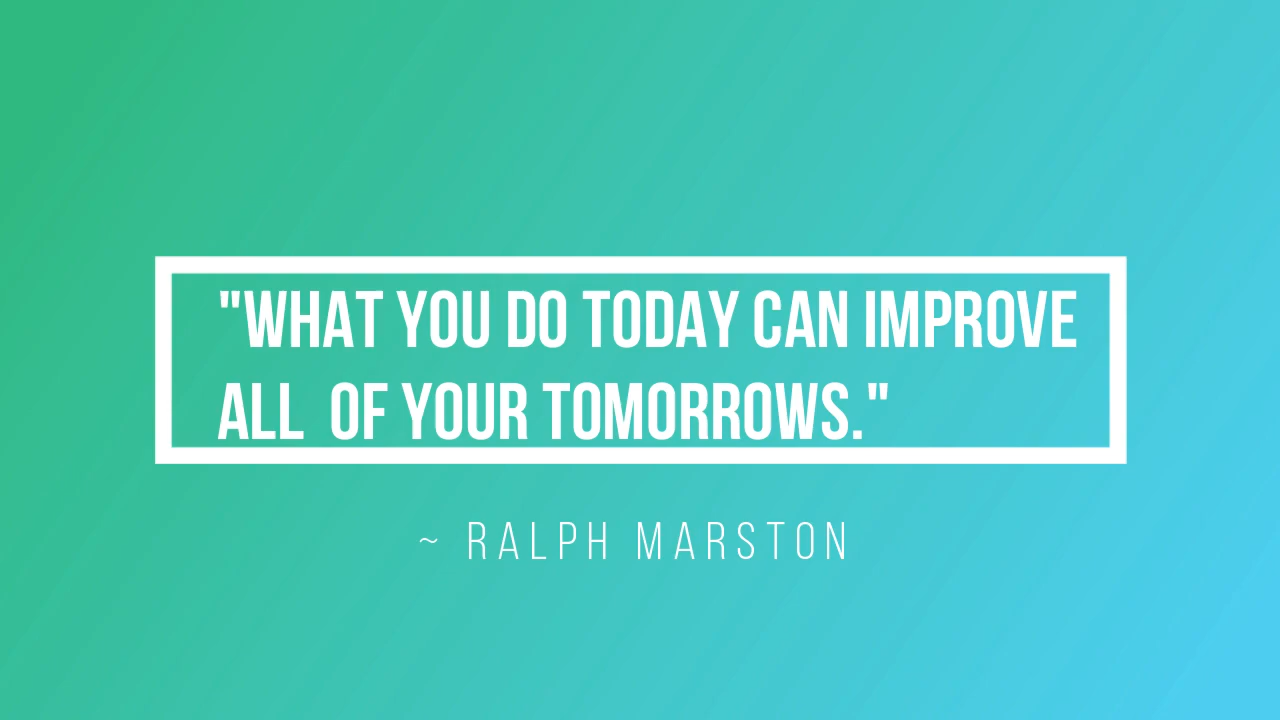 "WHAT YOU DO TODAY CAN IMPROVE
ALL  OF YOUR TOMORROWS."
~ RALPH MARSTON